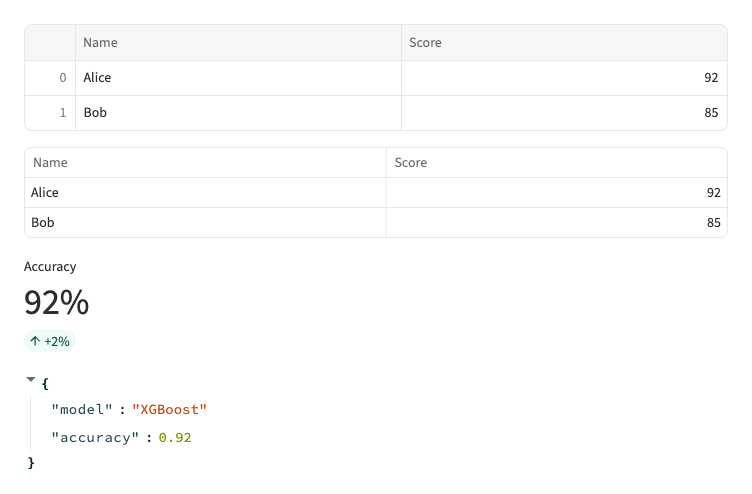 Name Score
0 Alice 92
1 Bob 85
Name Score
Alice 92
Bob 85
Accuracy
92%
↑ +2%
{
"model" : "XGBoost"
"accuracy" : 0.92
}